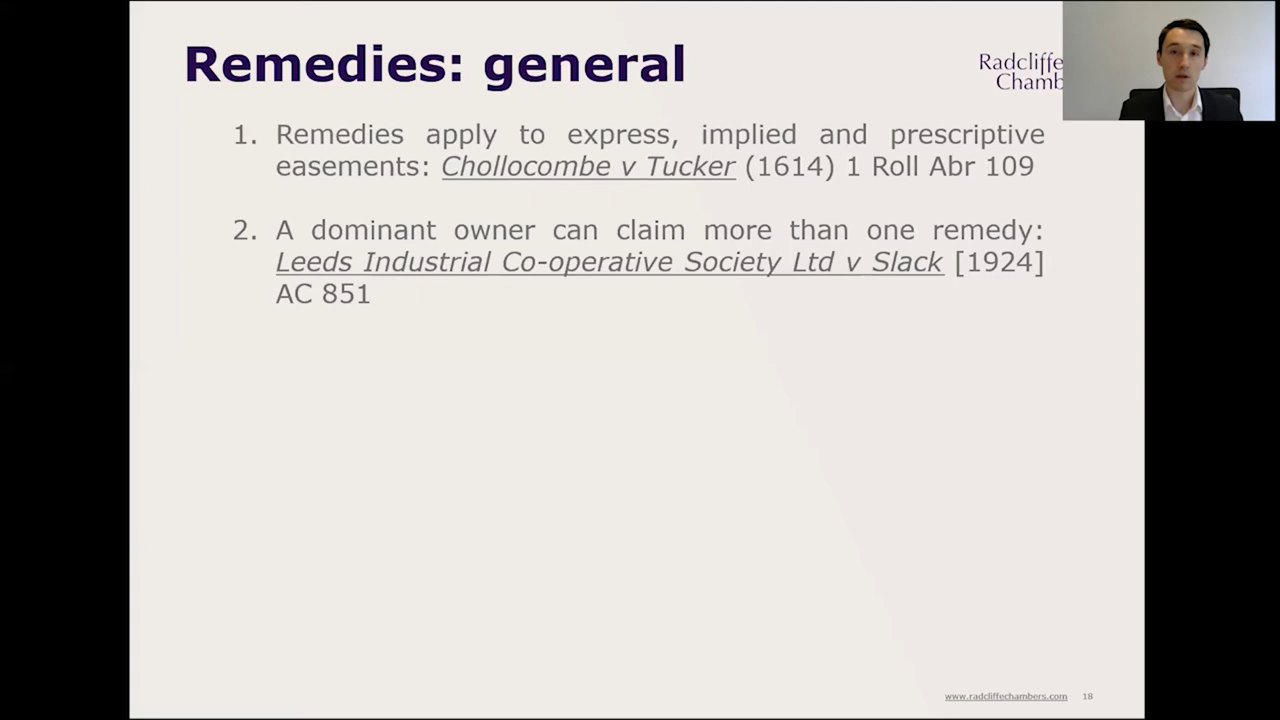 Remedies: general
Radcliffe
Chamb
1. Remedies apply to express, implied and prescriptive
easements: Chollocombe v Tucker (1614) 1 Roll Abr 109
2. A dominant owner can claim more than one remedy:
Leeds Industrial Co-operative Society Ltd v Slack [1924]
AC 851
www.radcliffechambers.com 18